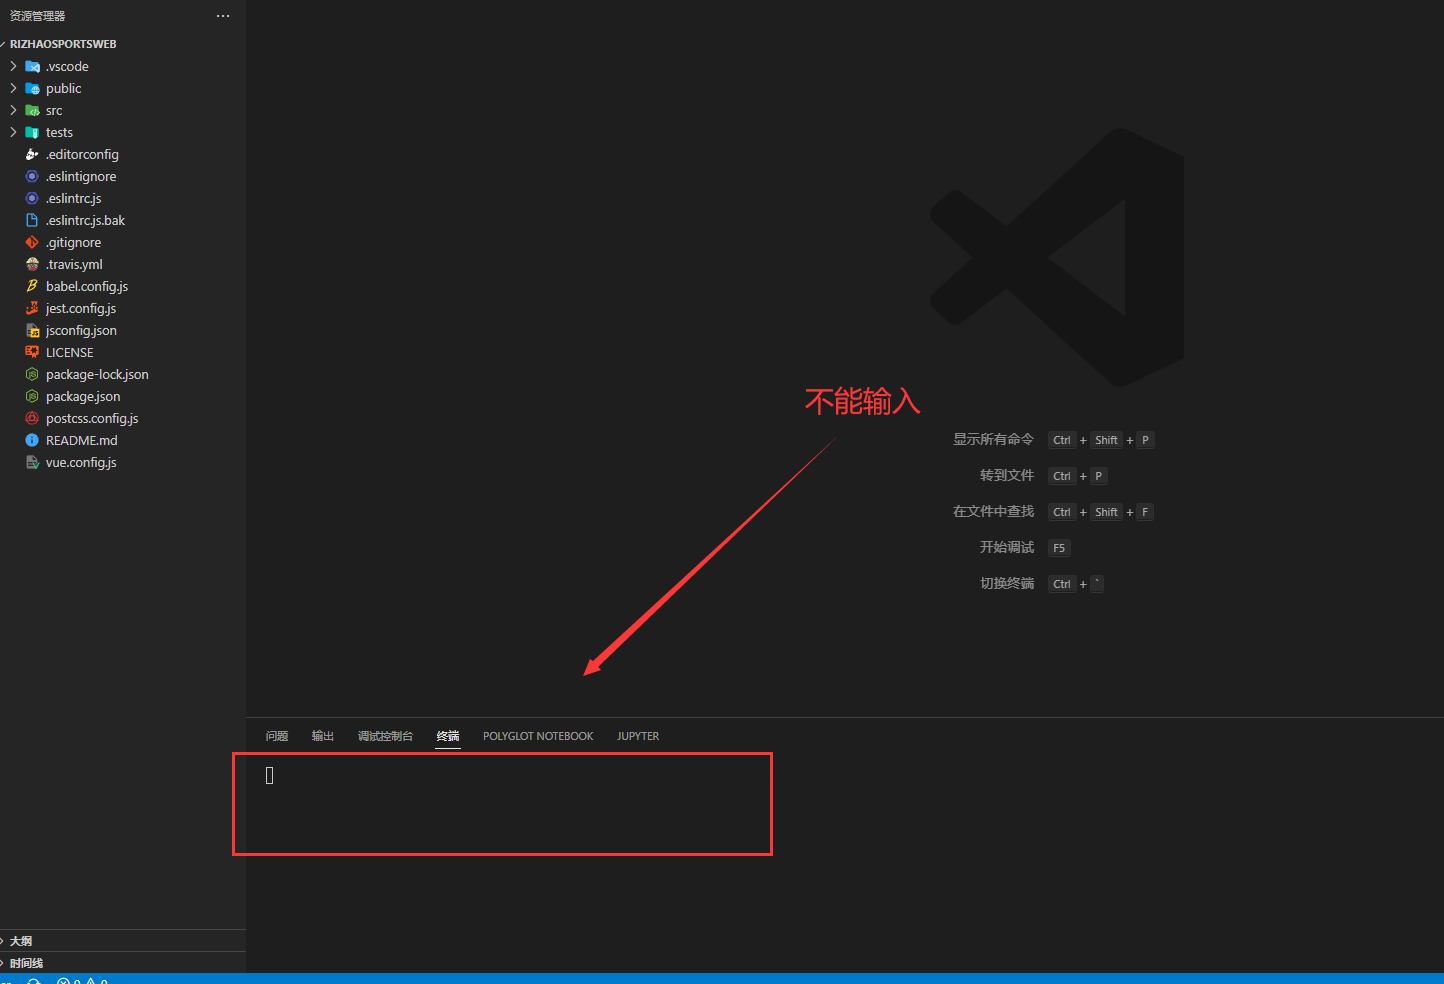 资源管理器
RIZHAOSPORTSWEB
.vscode
public
src
tests
.editorconfig
.eslintignore
.eslintrc.js
.eslintrc.js.bak
.gitignore
.travis.yml
babel.config.js
jest.config.js
jsconfig.json
LICENSE
package-lock.json
package.json
postcss.config.js
README.md
vue.config.js
大纲
时间线
不能输入
显示所有命令 Ctrl + Shift + P
转到文件 Ctrl + P
在文件中查找 Ctrl + Shift + F
开始调试 F5
切换终端 Ctrl + `
问题 输出 调试控制台 终端 POLYGLOT NOTEBOOK JUPYTER